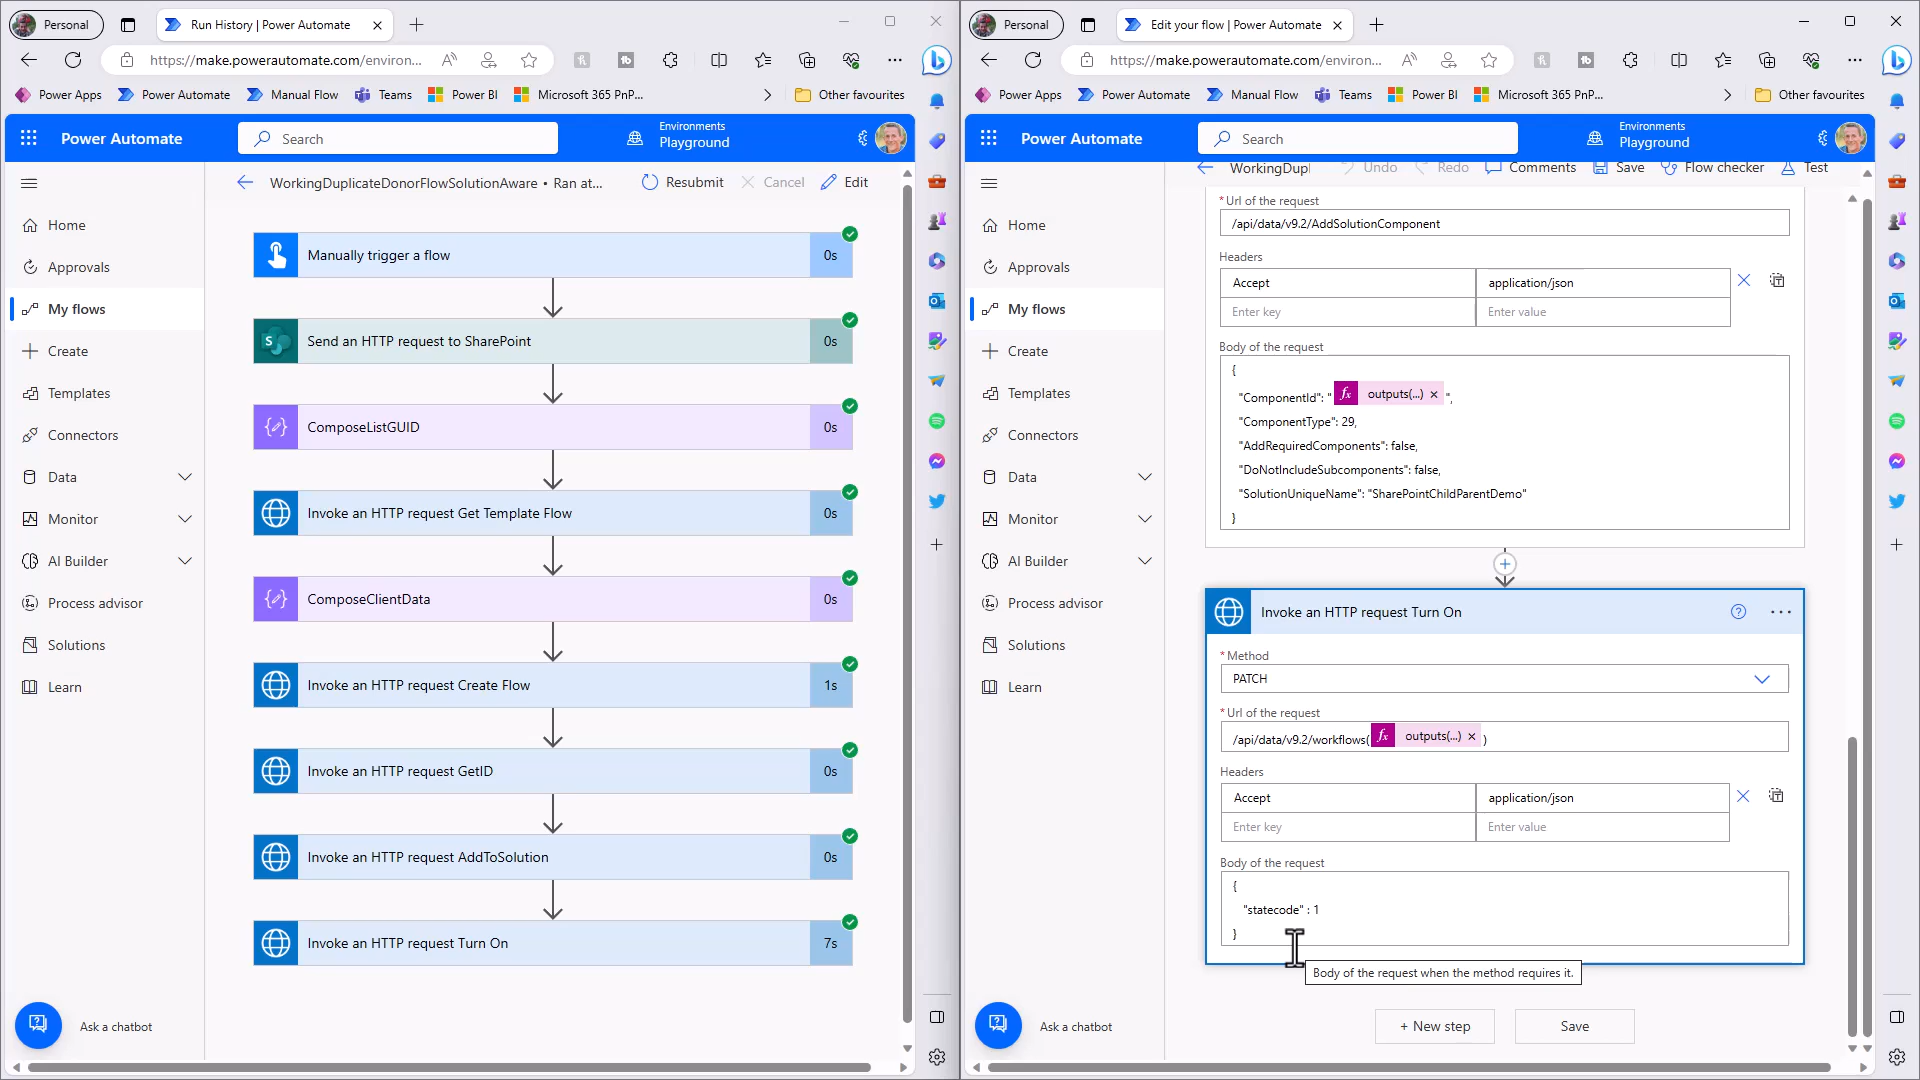 Personal
Run History | Power Automate
https://make.powerautomate.com/environ...
Power Apps
Power Automate
Manual Flow
Teams
Power BI
Microsoft 365 PnP...
Other favourites
Power Automate
Search
Environments
Playground
WorkingDuplicateDonorFlowSolutionAware • Ran at...
Resubmit
Cancel
Edit
Home
Approvals
My flows
Create
Templates
Connectors
Data
Monitor
AI Builder
Process advisor
Solutions
Learn
Ask a chatbot
Manually trigger a flow
0s
Send an HTTP request to SharePoint
0s
ComposeListGUID
0s
Invoke an HTTP request Get Template Flow
0s
ComposeClientData
0s
Invoke an HTTP request Create Flow
1s
Invoke an HTTP request GetID
0s
Invoke an HTTP request AddToSolution
0s
Invoke an HTTP request Turn On
7s
Personal
Edit your flow | Power Automate
https://make.powerautomate.com/environ...
Power Apps
Power Automate
Manual Flow
Teams
Power BI
Microsoft 365 PnP...
Other favourites
Power Automate
Search
Environments
Playground
WorkingDupl
Undo
Redo
Comments
Save
Flow checker
Test
Home
Approvals
My flows
Create
Templates
Connectors
Data
Monitor
AI Builder
Process advisor
Solutions
Learn
Ask a chatbot
* Url of the request
/api/data/v9.2/AddSolutionComponent
Headers
Accept
application/json
Enter key
Enter value
Body of the request
{
"ComponentId": " fx outputs(...) × ",
"ComponentType": 29,
"AddRequiredComponents": false,
"DoNotIncludeSubcomponents": false,
"SolutionUniqueName": "SharePointChildParentDemo"
}
Invoke an HTTP request Turn On
* Method
PATCH
* Url of the request
/api/data/v9.2/workflows( fx outputs(...) × )
Headers
Accept
application/json
Enter key
Enter value
Body of the request
{
"statecode" : 1
}
Body of the request when the method requires it.
+ New step
Save